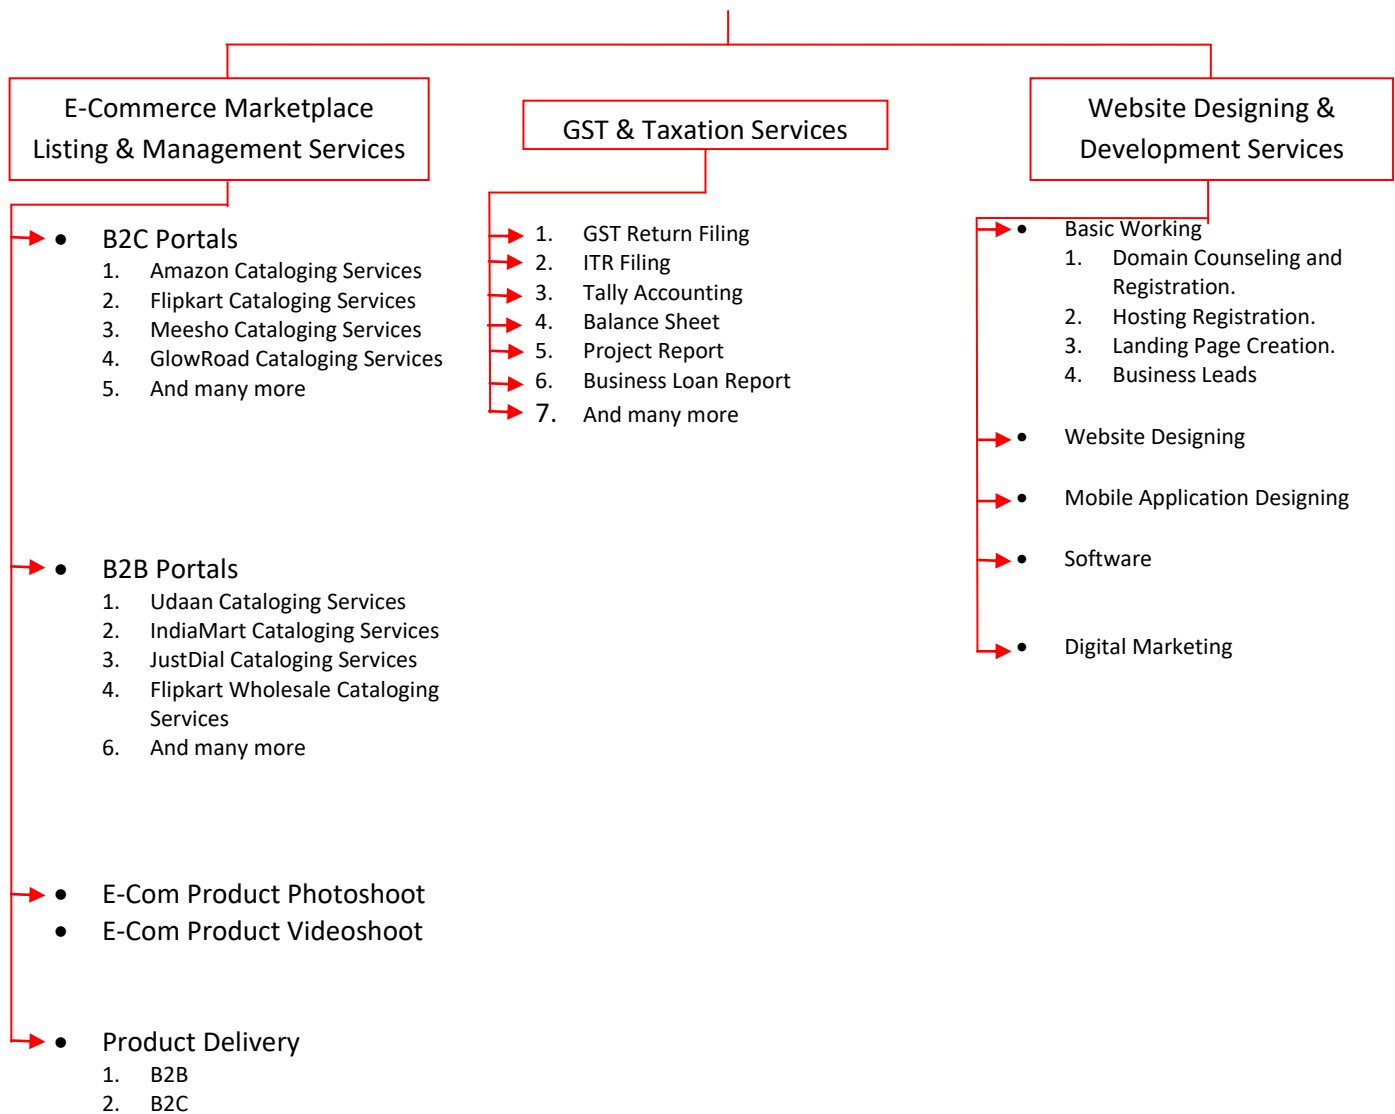 E-Commerce Marketplace
Listing & Management Services
GST & Taxation Services
Website Designing &
Development Services
• B2C Portals
1. Amazon Cataloging Services
2. Flipkart Cataloging Services
3. Meesho Cataloging Services
4. GlowRoad Cataloging Services
5. And many more
• B2B Portals
1. Udaan Cataloging Services
2. IndiaMart Cataloging Services
3. JustDial Cataloging Services
4. Flipkart Wholesale Cataloging
Services
6. And many more
• E-Com Product Photoshoot
• E-Com Product Videoshoot
• Product Delivery
1. B2B
2. B2C
1. GST Return Filing
2. ITR Filing
3. Tally Accounting
4. Balance Sheet
5. Project Report
6. Business Loan Report
7. And many more
• Basic Working
1. Domain Counseling and
Registration.
2. Hosting Registration.
3. Landing Page Creation.
4. Business Leads
• Website Designing
• Mobile Application Designing
• Software
• Digital Marketing